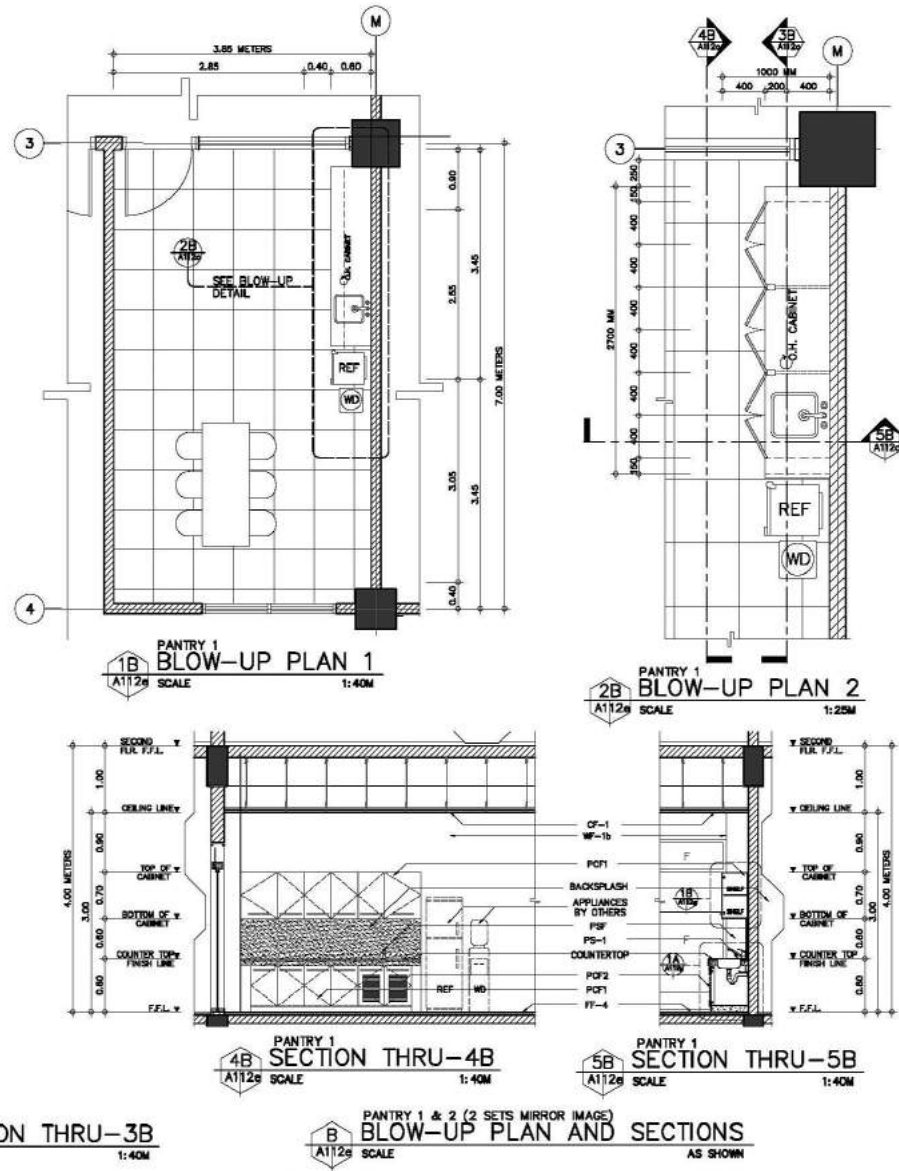 M
3.85 METERS
2.85 0.40 0.60
3
0.90
3.45
2.55
7.00 METERS
3.05
3.45
0.40
2B
A112e
SEE BLOW-UP
DETAIL
O.H. CABINET
REF
WD
4
PANTRY 1
1B BLOW-UP PLAN 1
A112e SCALE 1:40M
4B
A112e
3B
A112e
M
1000 MM
400 200 400
3
250
150
400
400
400
400
400
400
150
2700 MM
O.H. CABINET
5B
A112e
REF
WD
PANTRY 1
2B BLOW-UP PLAN 2
A112e SCALE 1:25M
SECOND
FLR. F.F.L.
1.00
CEILING LINE
0.90
TOP OF
CABINET
0.70
BOTTOM OF
CABINET
0.60
COUNTER TOP
FINISH LINE
0.80
F.F.L.
4.00 METERS
3.00
REF WD
CF-1
WF-1b
PCF1
BACKSPLASH
APPLIANCES
BY OTHERS
PSF
PS-1
COUNTERTOP
PCF2
PCF1
FF-4
F
1B
SHELF
SHELF
F
1A
SECOND
FLR. F.F.L.
1.00
CEILING LINE
0.90
TOP OF
CABINET
0.70
BOTTOM OF
CABINET
0.60
COUNTER TOP
FINISH LINE
0.80
F.F.L.
3.00
4.00 METERS
PANTRY 1
4B SECTION THRU-4B
A112e SCALE 1:40M
PANTRY 1
5B SECTION THRU-5B
A112e SCALE 1:40M
ON THRU-3B
1:40M
PANTRY 1 & 2 (2 SETS MIRROR IMAGE)
B BLOW-UP PLAN AND SECTIONS
A112e SCALE AS SHOWN